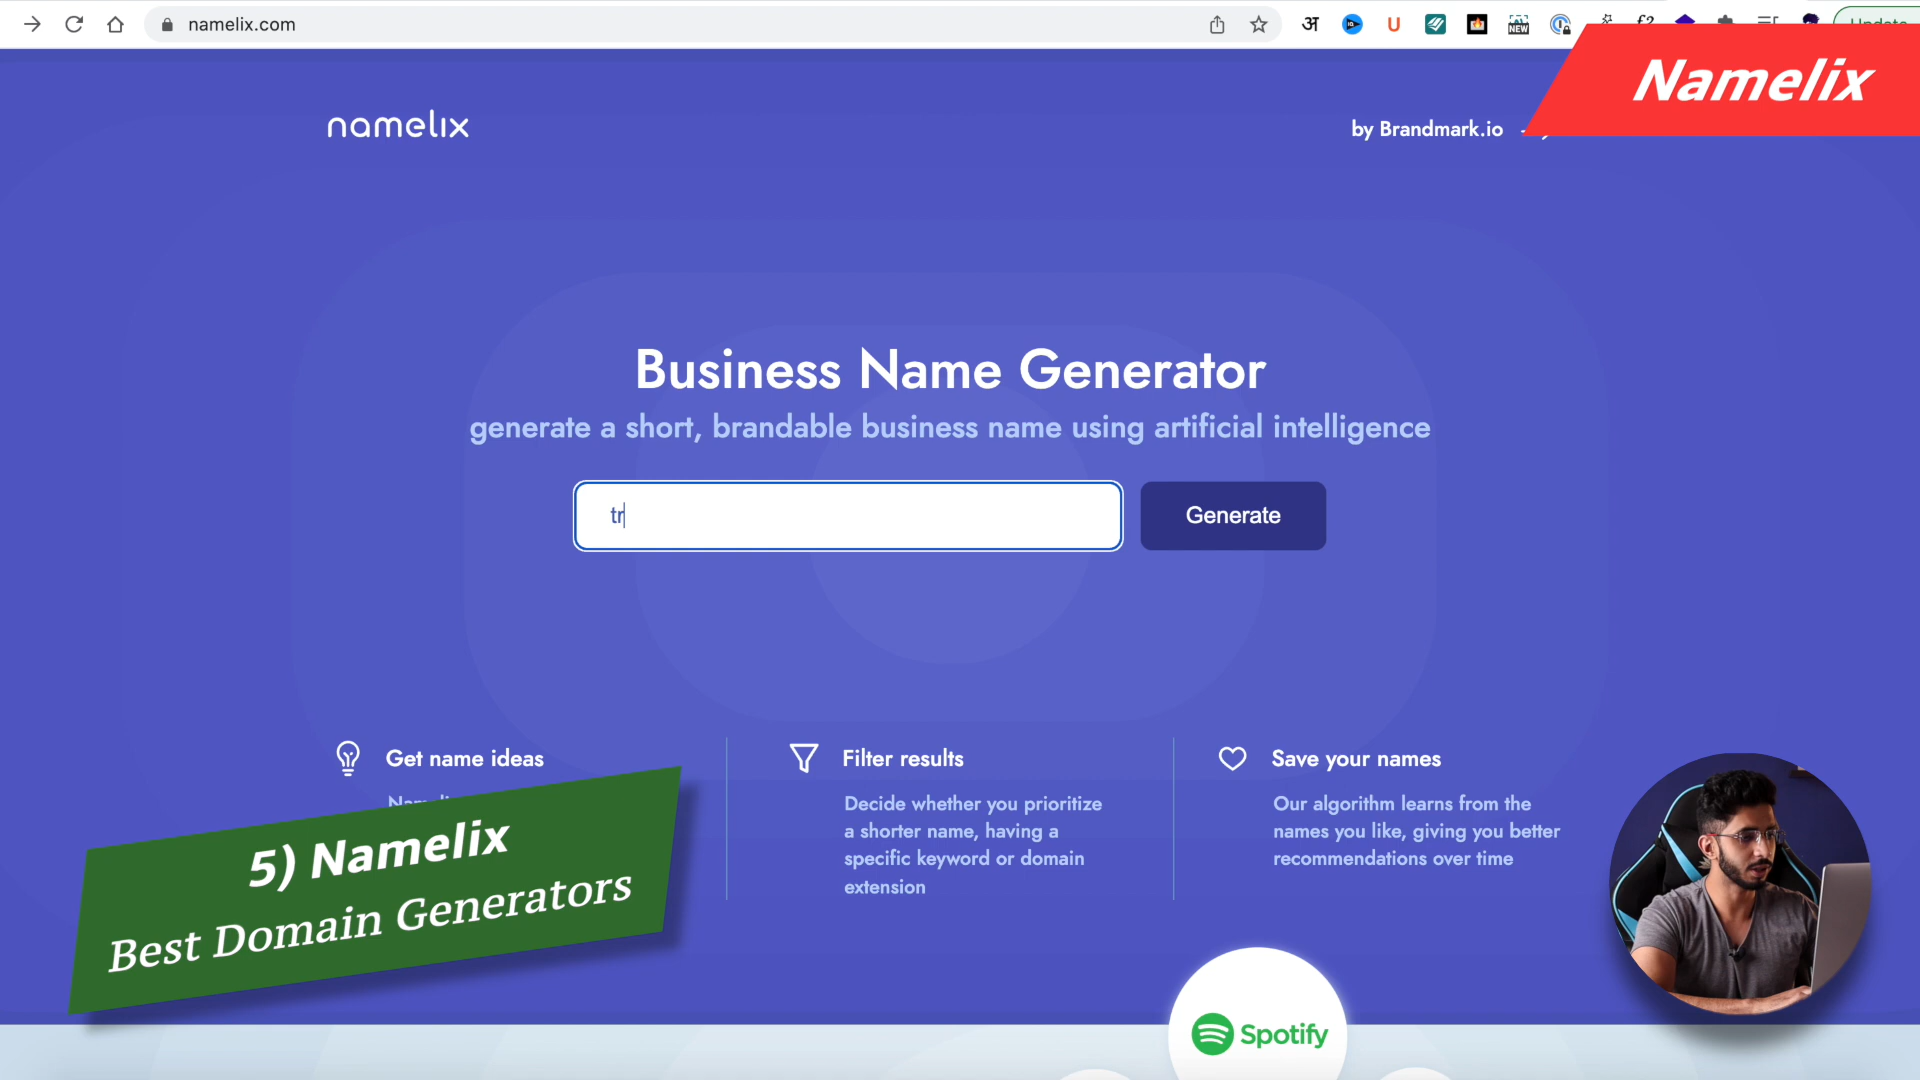 namelix.com
अ
U
NEW
Namelix
namelix
by Brandmark.io
Business Name Generator
generate a short, brandable business name using artificial intelligence
tr
Generate
Get name ideas
Filter results
Decide whether you prioritize
a shorter name, having a
specific keyword or domain
extension
Save your names
Our algorithm learns from the
names you like, giving you better
recommendations over time
5) Namelix
Best Domain Generators
Spotify